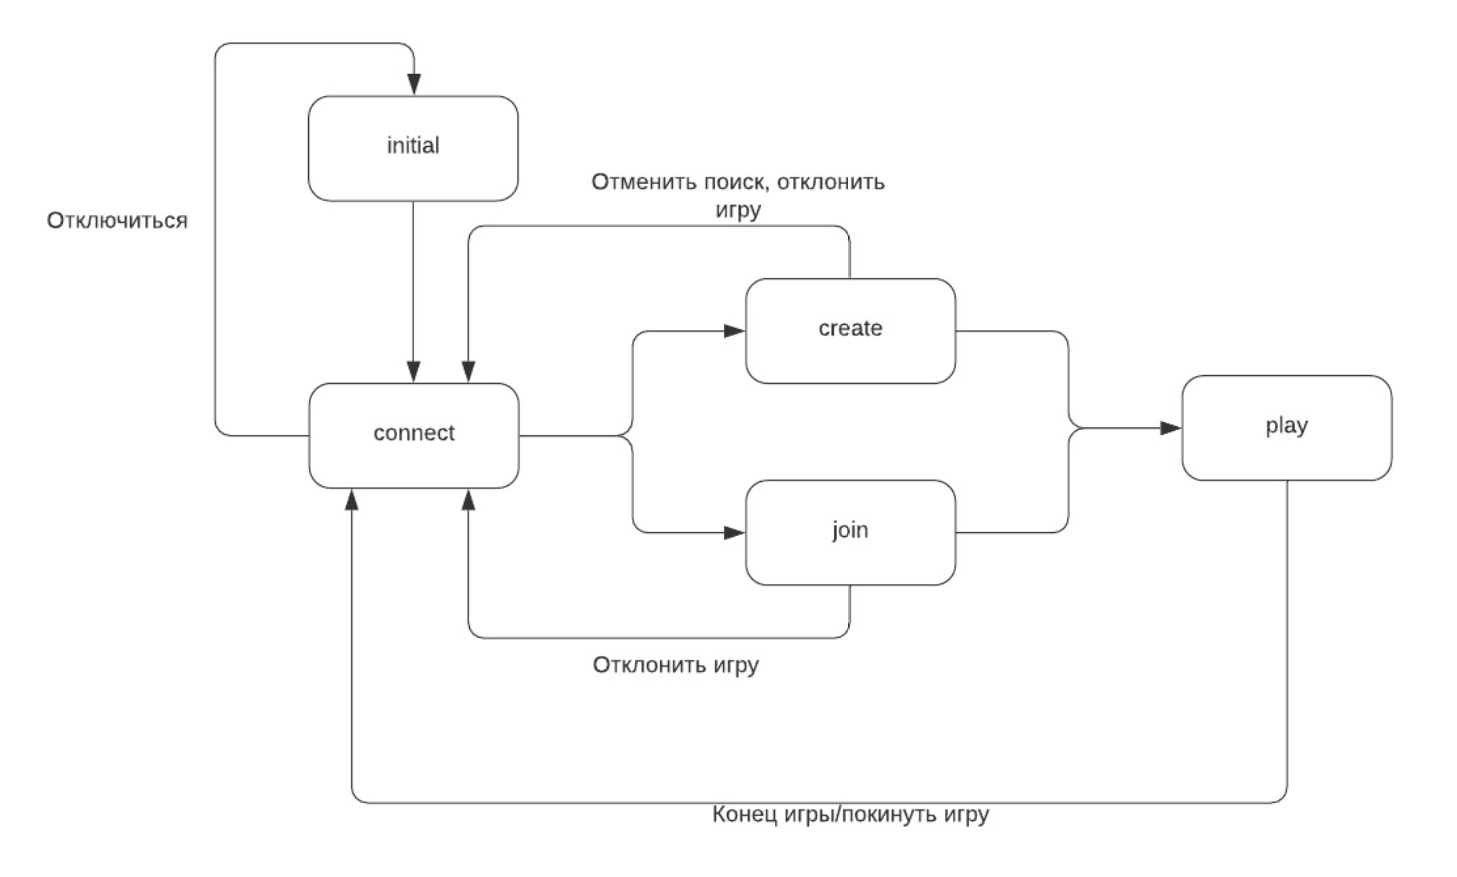 initial
Отменить поиск, отклонить
игру
Отключиться
create
connect
play
join
Отклонить игру
Конец игры/покинуть игру